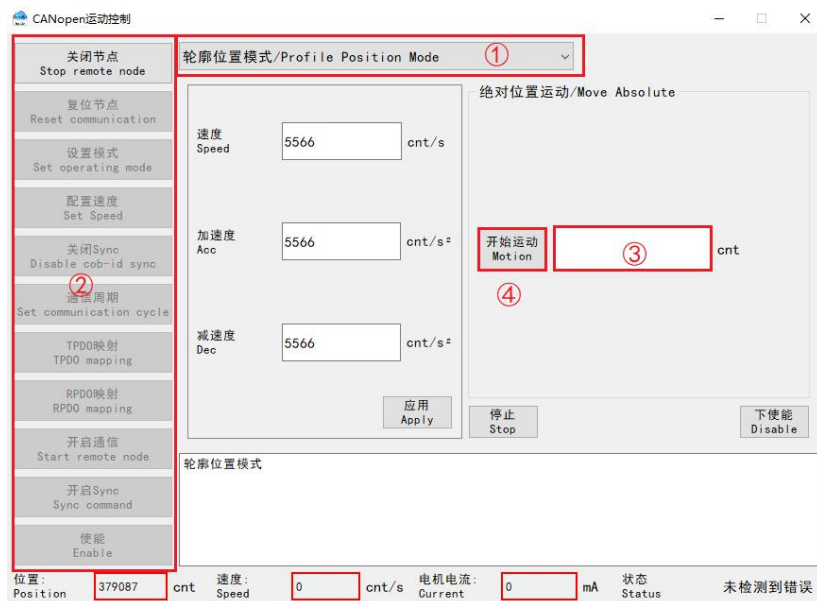 CANopen运动控制
关闭节点
Stop remote node
复位节点
Reset communication
设置模式
Set operating mode
配置速度
Set Speed
关闭Sync
Disable cob-id sync
②
通信周期
Set communication cycle
TPDO映射
TPDO mapping
RPDO映射
RPDO mapping
开启通信
Start remote node
开启Sync
Sync command
使能
Enable
轮廓位置模式/Profile Position Mode ①
速度
Speed
5566 cnt/s
加速度
Acc
5566 cnt/s²
减速度
Dec
5566 cnt/s²
应用
Apply
绝对位置运动/Move Absolute
开始运动
Motion
③ cnt
④
停止
Stop
下使能
Disable
轮廓位置模式
位置:
Position
379087 cnt
速度:
Speed
0 cnt/s
电机电流:
Current
0 mA
状态
Status
未检测到错误